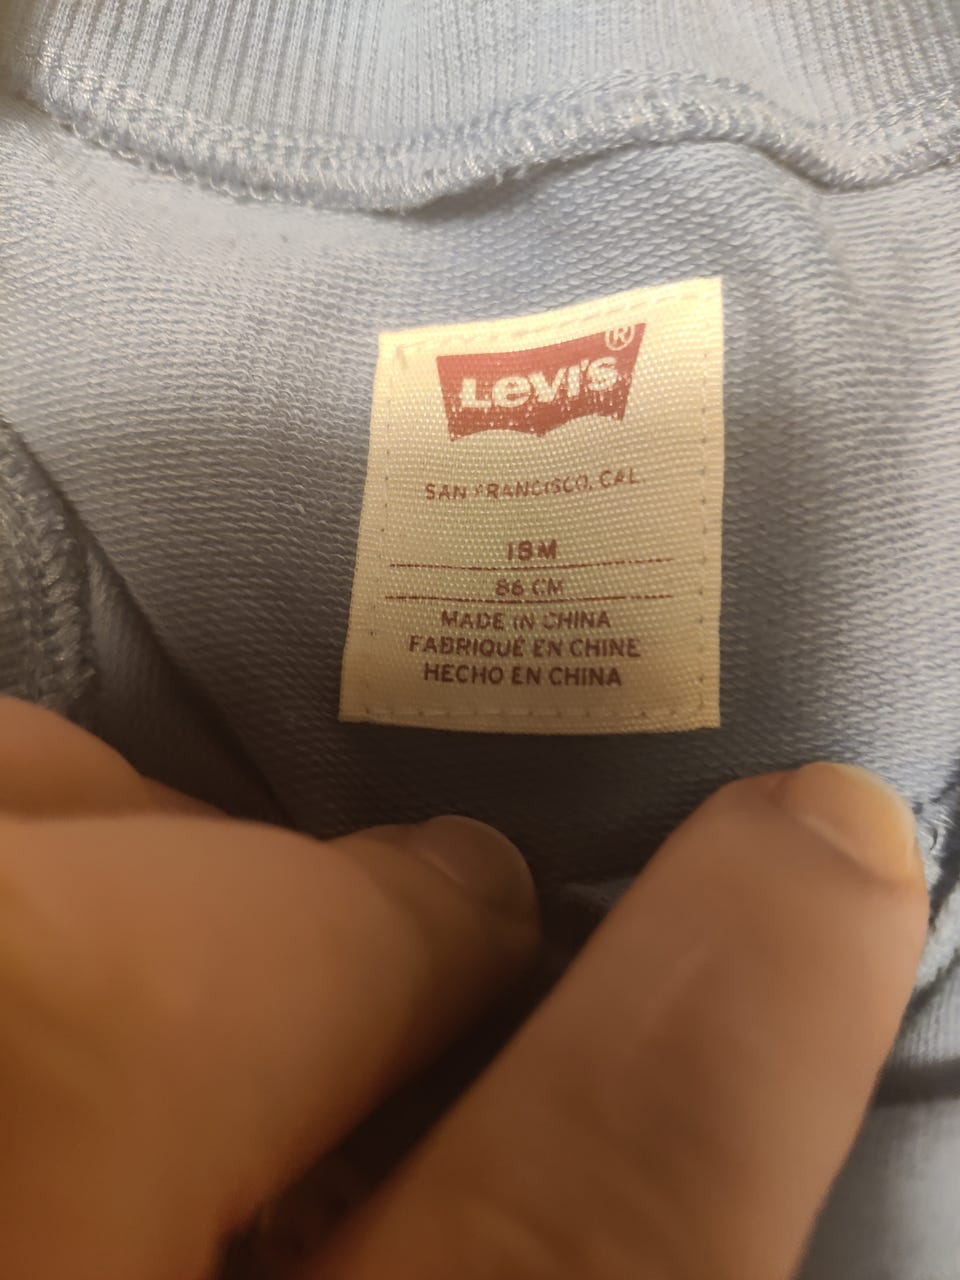 Levi's®
SAN FRANCISCO, CAL.
18M
86 CM
MADE IN CHINA
FABRIQUÉ EN CHINE
HECHO EN CHINA